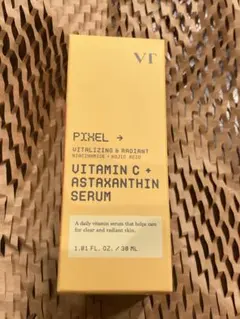 VT
PIXEL →
VITALIZING & RADIANT
NIACINAMIDE + KOJIC ACID
VITAMIN C +
ASTAXANTHIN
SERUM
A daily vitamin serum that helps care
for clear and radiant skin.
1.01 FL. OZ. / 30 ML